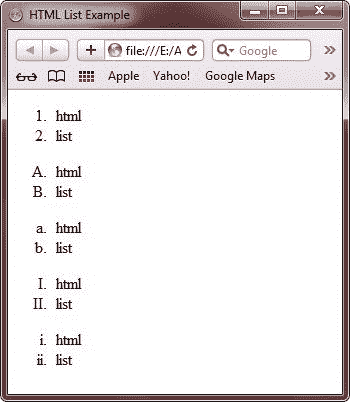 HTML List Example
file:///E:/A
Google
Apple Yahoo! Google Maps
1. html
2. list
A. html
B. list
a. html
b. list
I. html
II. list
i. html
ii. list